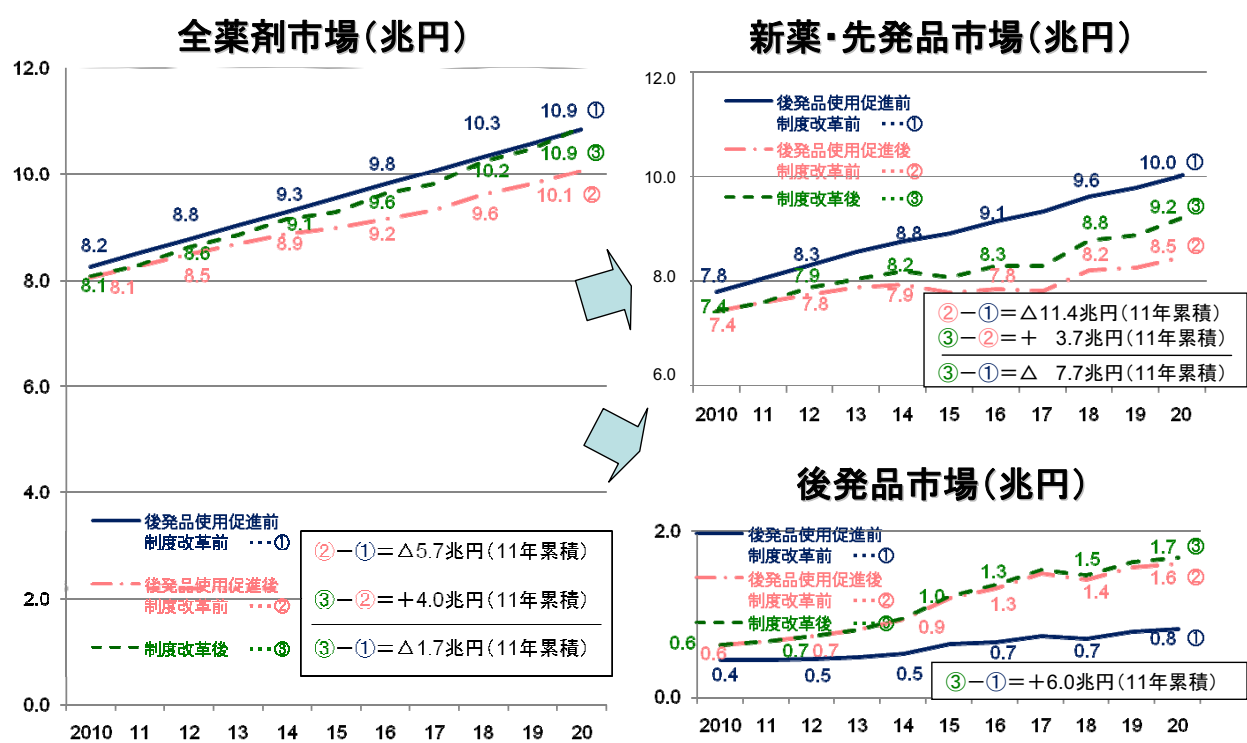 全薬剤市場(兆円)
12.0
10.0
8.0
6.0
4.0
2.0
0.0
2010 11 12 13 14 15 16 17 18 19 20
8.2 8.8 9.3 9.8 10.3 10.9 ①
8.1 8.6 9.1 9.6 10.2 10.9 ③
8.1 8.5 8.9 9.2 9.6 10.1 ②
後発品使用促進前
制度改革前 ・・・①
後発品使用促進後
制度改革前 ・・・②
制度改革後 ・・・③
②-①=△5.7兆円(11年累積)
③-②=+4.0兆円(11年累積)
③-①=△1.7兆円(11年累積)
新薬・先発品市場(兆円)
12.0
10.0
8.0
6.0
後発品使用促進前
制度改革前 ・・・①
後発品使用促進後
制度改革前 ・・・②
制度改革後 ・・・③
7.8 8.3 8.8 9.1 9.6 10.0 ①
7.4 7.9 8.2 8.3 8.8 9.2 ③
7.4 7.8 7.9 7.8 8.2 8.5 ②
②-①=△11.4兆円(11年累積)
③-②=+ 3.7兆円(11年累積)
③-①=△ 7.7兆円(11年累積)
2010 11 12 13 14 15 16 17 18 19 20
後発品市場(兆円)
2.0
0.0
後発品使用促進前
制度改革前 ・・・①
後発品使用促進後
制度改革前 ・・・②
制度改革後 ・・・③
0.6 0.7 1.0 1.3 1.5 1.7 ③
0.6 0.7 0.9 1.3 1.4 1.6 ②
0.4 0.5 0.5 0.7 0.7 0.8 ①
③-①=+6.0兆円(11年累積)
2010 11 12 13 14 15 16 17 18 19 20